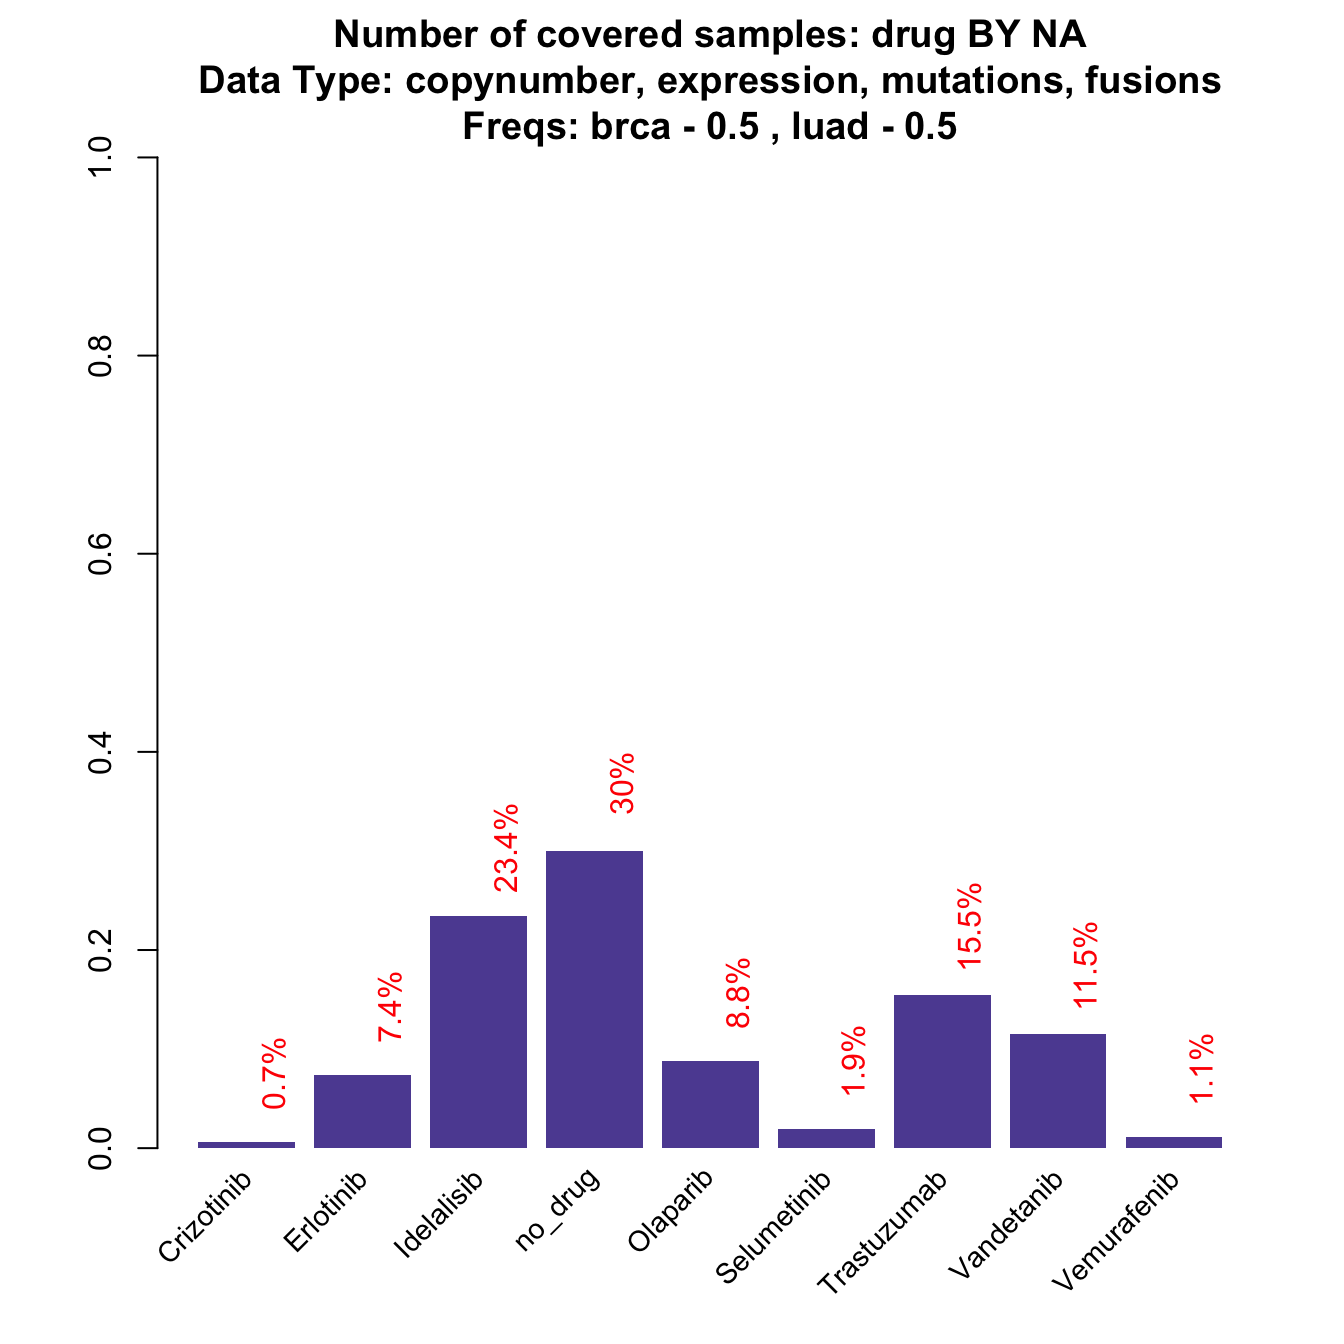 Number of covered samples: drug BY NA
Data Type: copynumber, expression, mutations, fusions
Freqs: brca - 0.5 , luad - 0.5
1.0
0.8
0.6
0.4
0.2
0.0
0.7%
7.4%
23.4%
30%
8.8%
1.9%
15.5%
11.5%
1.1%
Crizotinib
Erlotinib
Idelalisib
no_drug
Olaparib
Selumetinib
Trastuzumab
Vandetanib
Vemurafenib